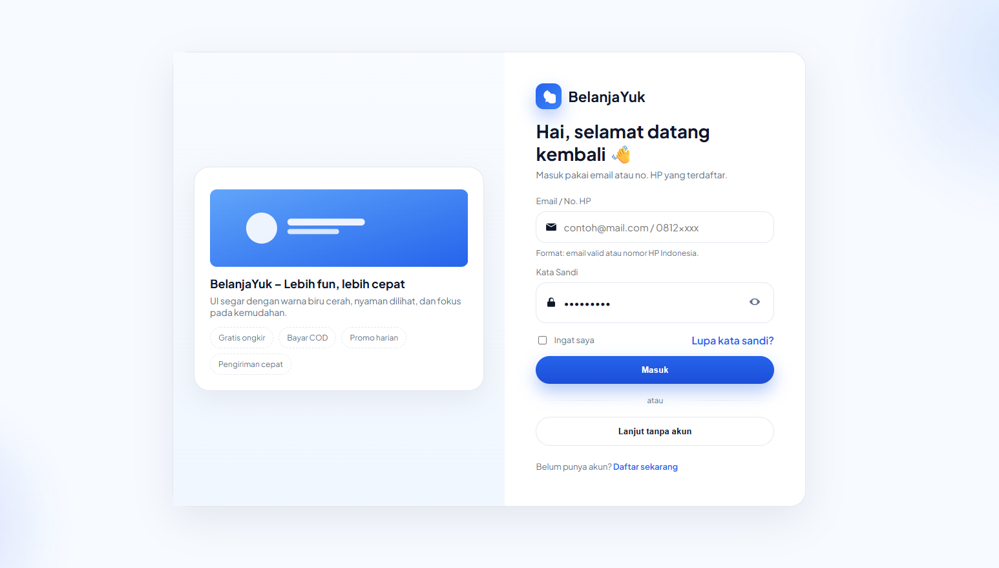 BelanjaYuk – Lebih fun, lebih cepat
UI segar dengan warna biru cerah, nyaman dilihat, dan fokus
pada kemudahan.
Gratis ongkir
Bayar COD
Promo harian
Pengiriman cepat
BelanjaYuk
Hai, selamat datang
kembali 👋
Masuk pakai email atau no. HP yang terdaftar.
Email / No. HP
contoh@mail.com / 0812xxxx
Format: email valid atau nomor HP Indonesia.
Kata Sandi
•••••••••
Ingat saya
Lupa kata sandi?
Masuk
atau
Lanjut tanpa akun
Belum punya akun? Daftar sekarang